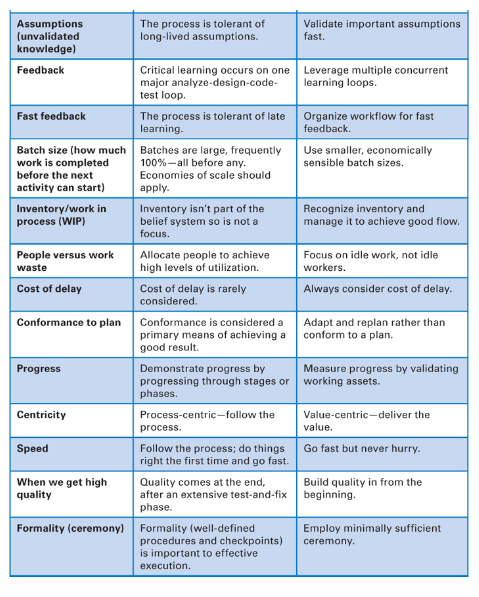 Assumptions
(unvalidated
knowledge)
The process is tolerant of
long-lived assumptions.
Validate important assumptions
fast.
Feedback
Critical learning occurs on one
major analyze-design-code-
test loop.
Leverage multiple concurrent
learning loops.
Fast feedback
The process is tolerant of late
learning.
Organize workflow for fast
feedback.
Batch size (how much
work is completed
before the next
activity can start)
Batches are large, frequently
100%—all before any.
Economies of scale should
apply.
Use smaller, economically
sensible batch sizes.
Inventory/work in
process (WIP)
Inventory isn't part of the
belief system so is not a
focus.
Recognize inventory and
manage it to achieve good flow.
People versus work
waste
Allocate people to achieve
high levels of utilization.
Focus on idle work, not idle
workers.
Cost of delay
Cost of delay is rarely
considered.
Always consider cost of delay.
Conformance to plan
Conformance is considered a
primary means of achieving a
good result.
Adapt and replan rather than
conform to a plan.
Progress
Demonstrate progress by
progressing through stages or
phases.
Measure progress by validating
working assets.
Centricity
Process-centric—follow the
process.
Value-centric—deliver the
value.
Speed
Follow the process; do things
right the first time and go fast.
Go fast but never hurry.
When we get high
quality
Quality comes at the end,
after an extensive test-and-fix
phase.
Build quality in from the
beginning.
Formality (ceremony)
Formality (well-defined
procedures and checkpoints)
is important to effective
execution.
Employ minimally sufficient
ceremony.